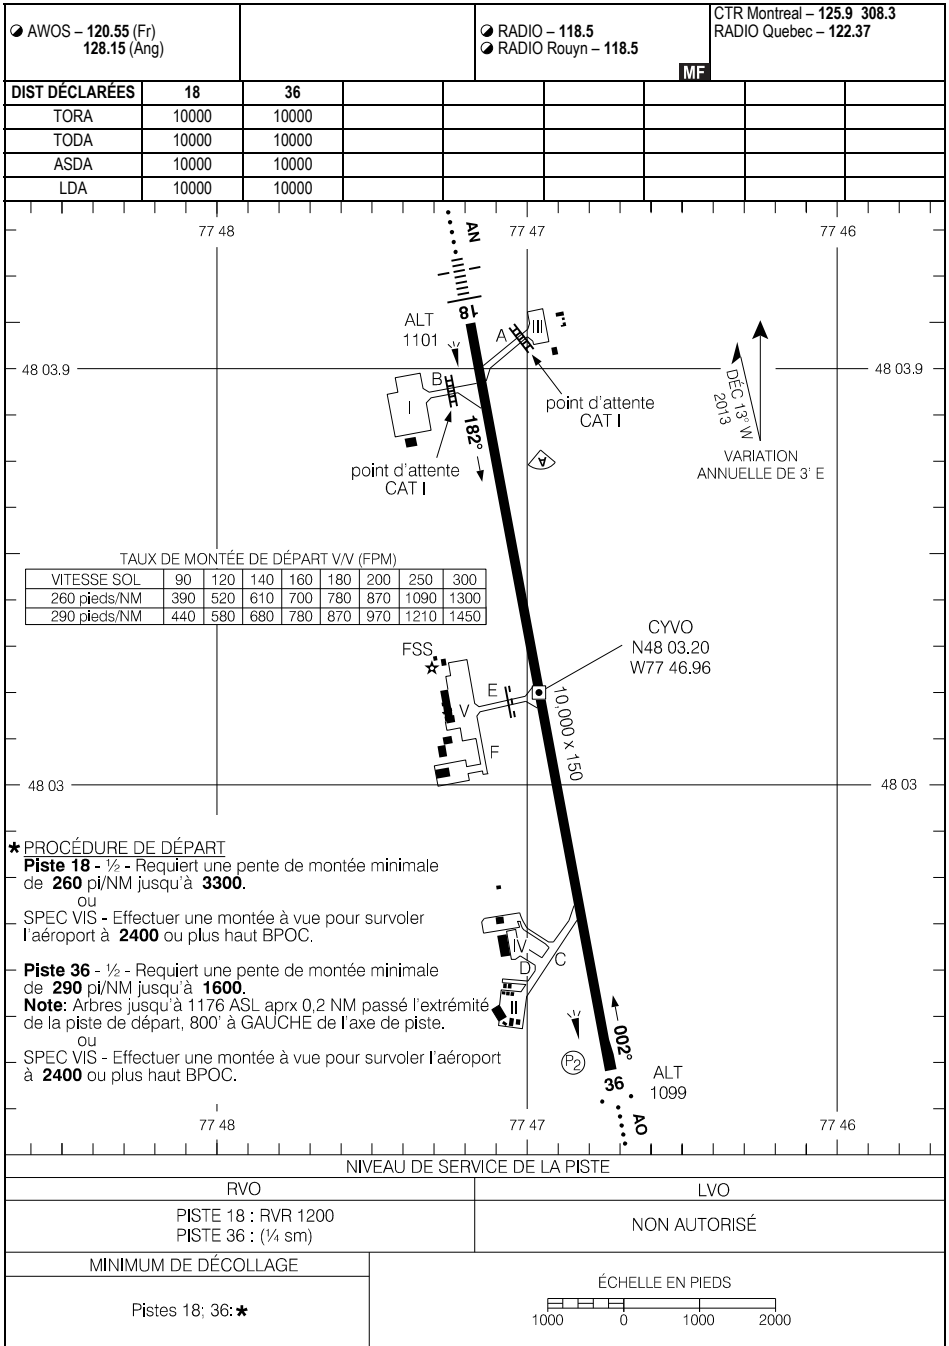 AWOS – 120.55 (Fr)
128.15 (Ang)
RADIO – 118.5
RADIO Rouyn – 118.5
MF
CTR Montreal – 125.9 308.3
RADIO Quebec – 122.37
DIST DÉCLARÉES 18 36
TORA 10000 10000
TODA 10000 10000
ASDA 10000 10000
LDA 10000 10000
77 48 77 47 77 46
AN
18
ALT
1101
A
III
48 03.9 48 03.9
B
I
point d'attente
CAT I
182°
point d'attente
CAT I
A
DÉC 13° W
2013
VARIATION
ANNUELLE DE 3' E
TAUX DE MONTÉE DE DÉPART V/V (FPM)
VITESSE SOL 90 120 140 160 180 200 250 300
260 pieds/NM 390 520 610 700 780 870 1090 1300
290 pieds/NM 440 580 680 780 870 970 1210 1450
CYVO
N48 03.20
W77 46.96
FSS
E
V
F
10,000 x 150
48 03 48 03
* PROCÉDURE DE DÉPART
Piste 18 - ½ - Requiert une pente de montée minimale
de 260 pi/NM jusqu'à 3300.
ou
SPEC VIS - Effectuer une montée à vue pour survoler
l'aéroport à 2400 ou plus haut BPOC.
Piste 36 - ½ - Requiert une pente de montée minimale
de 290 pi/NM jusqu'à 1600.
Note: Arbres jusqu'à 1176 ASL aprx 0,2 NM passé l'extrémité
de la piste de départ, 800' à GAUCHE de l'axe de piste.
ou
SPEC VIS - Effectuer une montée à vue pour survoler l'aéroport
à 2400 ou plus haut BPOC.
IV
C
D
II
P2
002°
36
ALT
1099
AO
77 48 77 47 77 46
NIVEAU DE SERVICE DE LA PISTE
RVO LVO
PISTE 18 : RVR 1200
PISTE 36 : (¼ sm)
NON AUTORISÉ
MINIMUM DE DÉCOLLAGE
Pistes 18; 36: *
ÉCHELLE EN PIEDS
1000 0 1000 2000